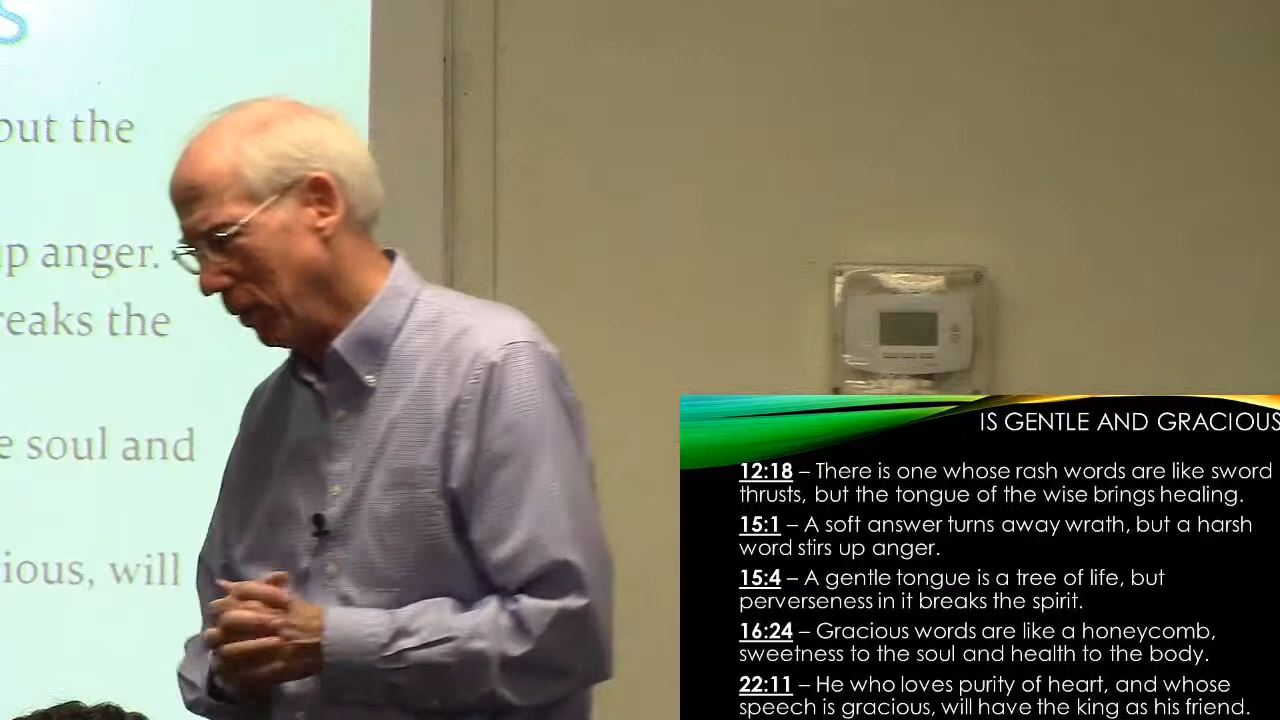 s
but the
up anger.
reaks the
e soul and
ious, will
IS GENTLE AND GRACIOUS
12:18 – There is one whose rash words are like sword
thrusts, but the tongue of the wise brings healing.
15:1 – A soft answer turns away wrath, but a harsh
word stirs up anger.
15:4 – A gentle tongue is a tree of life, but
perverseness in it breaks the spirit.
16:24 – Gracious words are like a honeycomb,
sweetness to the soul and health to the body.
22:11 – He who loves purity of heart, and whose
speech is gracious, will have the king as his friend.